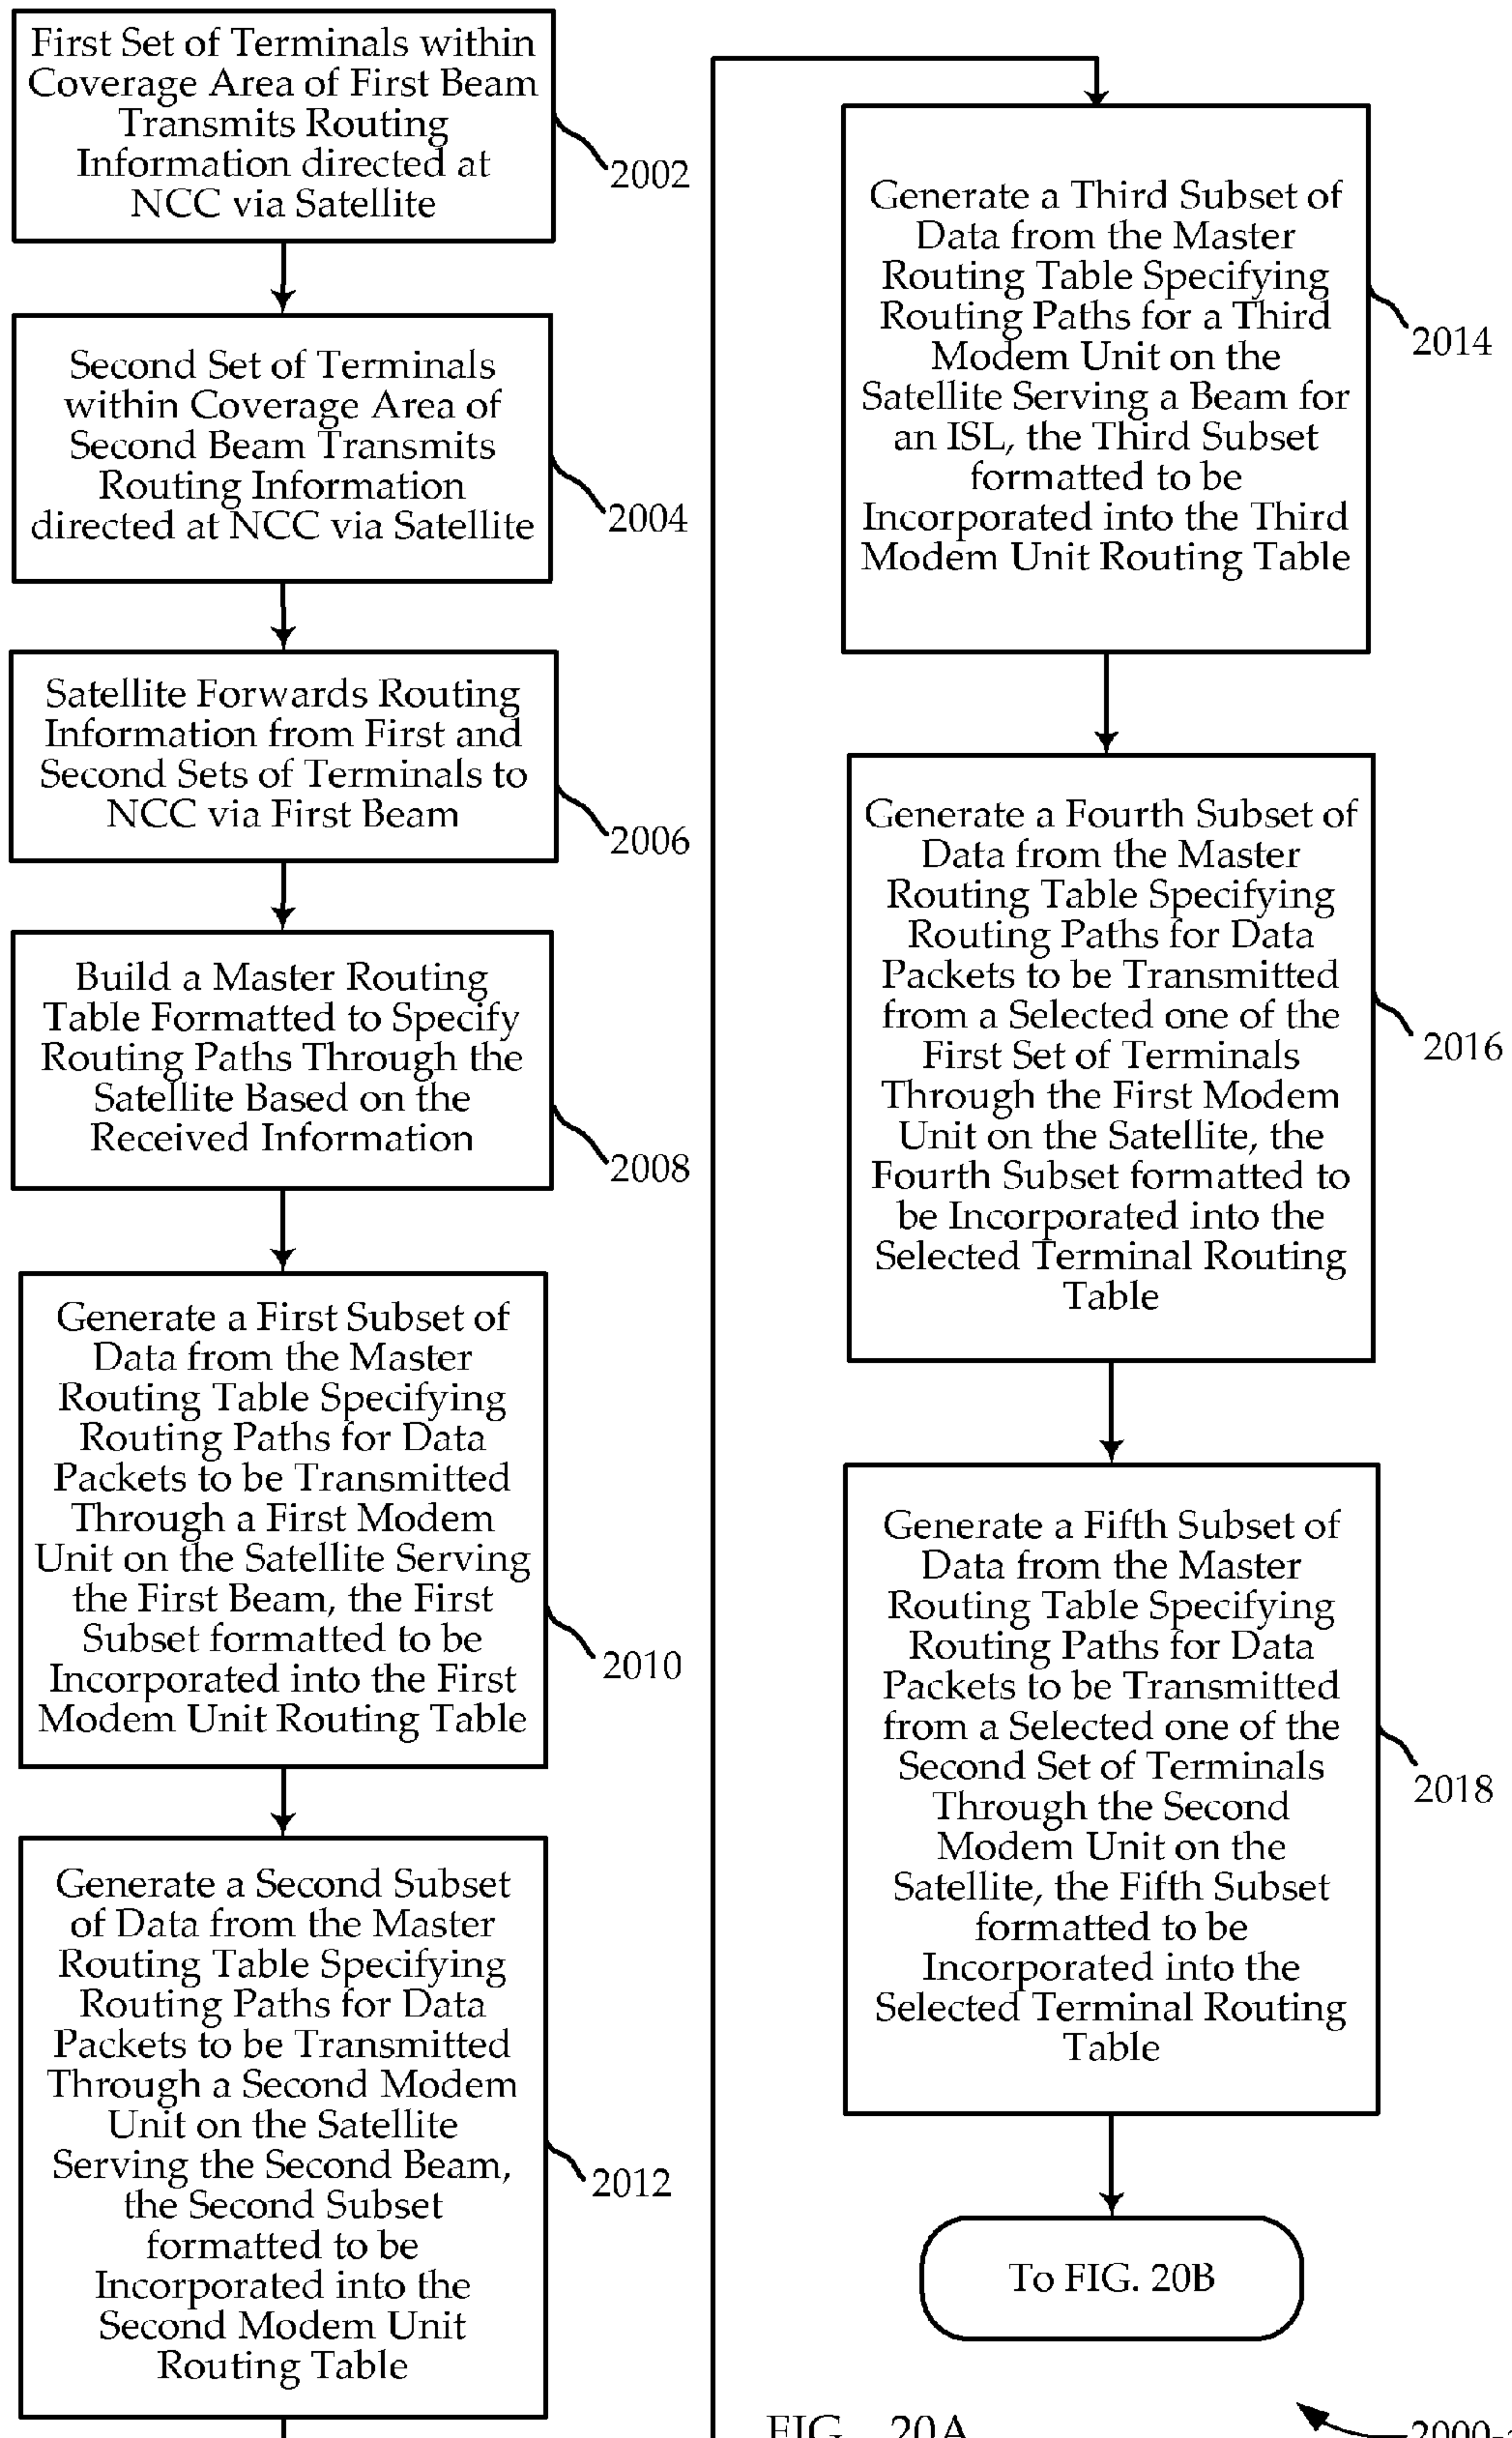 First Set of Terminals within
Coverage Area of First Beam
Transmits Routing
Information directed at
NCC via Satellite
2002
Second Set of Terminals
within Coverage Area of
Second Beam Transmits
Routing Information
directed at NCC via Satellite
2004
Satellite Forwards Routing
Information from First and
Second Sets of Terminals to
NCC via First Beam
2006
Build a Master Routing
Table Formatted to Specify
Routing Paths Through the
Satellite Based on the
Received Information
2008
Generate a First Subset of
Data from the Master
Routing Table Specifying
Routing Paths for Data
Packets to be Transmitted
Through a First Modem
Unit on the Satellite Serving
the First Beam, the First
Subset formatted to be
Incorporated into the First
Modem Unit Routing Table
2010
Generate a Second Subset
of Data from the Master
Routing Table Specifying
Routing Paths for Data
Packets to be Transmitted
Through a Second Modem
Unit on the Satellite
Serving the Second Beam,
the Second Subset
formatted to be
Incorporated into the
Second Modem Unit
Routing Table
2012
Generate a Third Subset of
Data from the Master
Routing Table Specifying
Routing Paths for a Third
Modem Unit on the
Satellite Serving a Beam for
an ISL, the Third Subset
formatted to be
Incorporated into the Third
Modem Unit Routing Table
2014
Generate a Fourth Subset of
Data from the Master
Routing Table Specifying
Routing Paths for Data
Packets to be Transmitted
from a Selected one of the
First Set of Terminals
Through the First Modem
Unit on the Satellite, the
Fourth Subset formatted to
be Incorporated into the
Selected Terminal Routing
Table
2016
Generate a Fifth Subset of
Data from the Master
Routing Table Specifying
Routing Paths for Data
Packets to be Transmitted
from a Selected one of the
Second Set of Terminals
Through the Second
Modem Unit on the
Satellite, the Fifth Subset
formatted to be
Incorporated into the
Selected Terminal Routing
Table
2018
To FIG. 20B
FIG. 20A